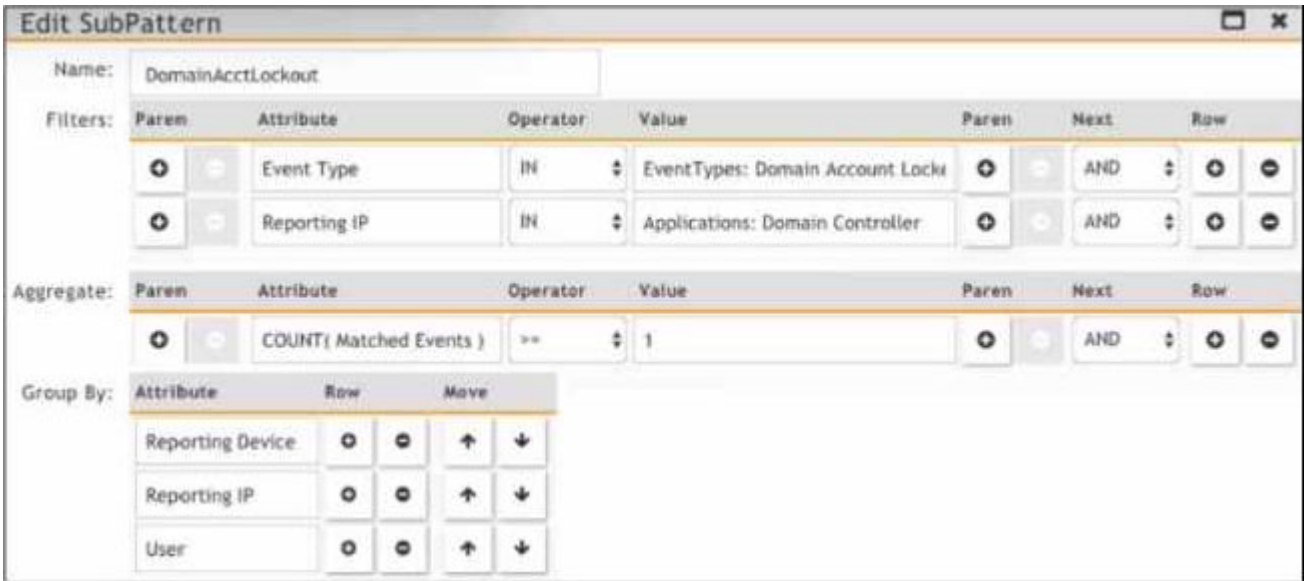 Edit SubPattern
Name: DomainAcctLockout
Filters: Paren Attribute Operator Value Paren Next Row
Event Type IN EventTypes: Domain Account Locke AND
Reporting IP IN Applications: Domain Controller AND
Aggregate: Paren Attribute Operator Value Paren Next Row
COUNT( Matched Events ) >= 1 AND
Group By: Attribute Row Move
Reporting Device
Reporting IP
User